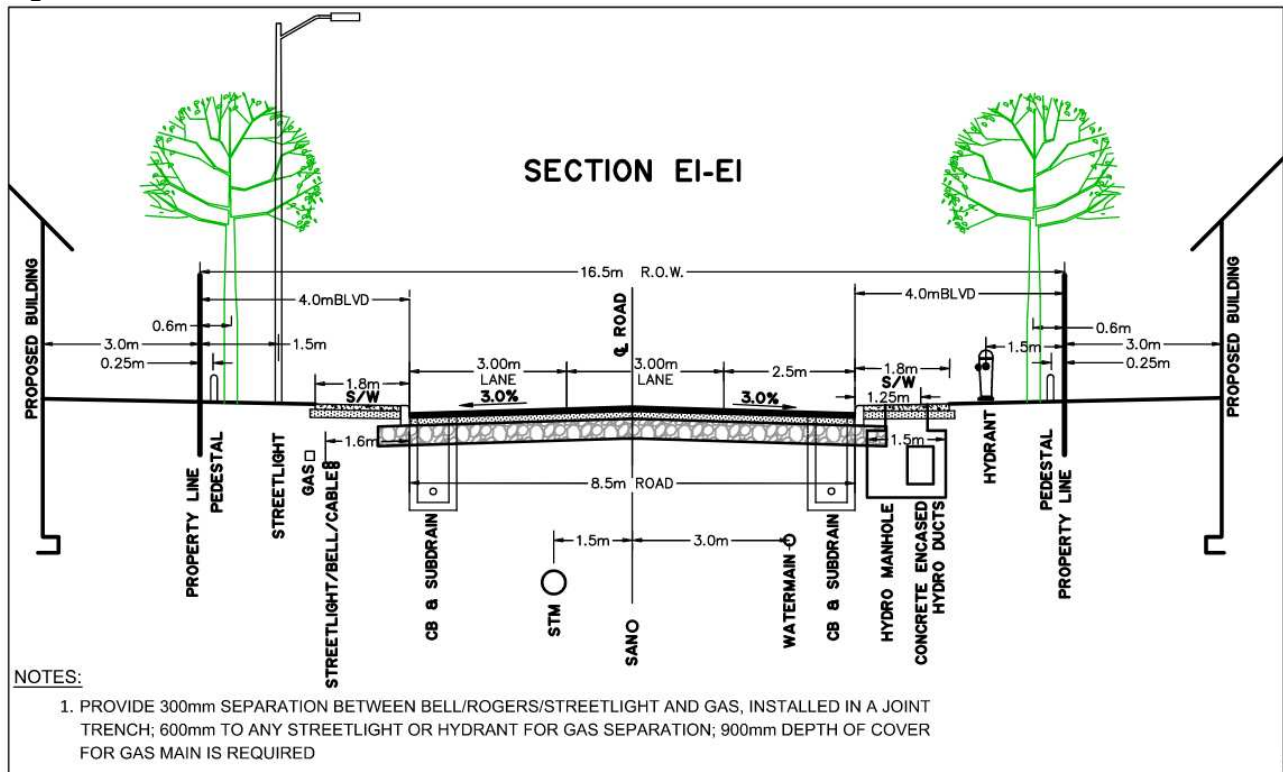 SECTION EI-EI
16.5m R.O.W.
4.0mBLVD
℄ ROAD
4.0mBLVD
0.6m
0.6m
3.0m
1.5m
1.5m
3.0m
0.25m
0.25m
PROPOSED BUILDING
PROPOSED BUILDING
3.00m
LANE
3.00m
LANE
2.5m
1.8m
S/W
1.8m
S/W
3.0%
3.0%
1.25m
1.6m
1.5m
8.5m ROAD
1.5m
3.0m
PROPERTY LINE
PEDESTAL
STREETLIGHT
GAS
STREETLIGHT/BELL/CABLE
CB & SUBDRAIN
STM
SAN
WATERMAIN
CB & SUBDRAIN
HYDRO MANHOLE
CONCRETE ENCASED
HYDRO DUCTS
HYDRANT
PEDESTAL
PROPERTY LINE
NOTES:
1. PROVIDE 300mm SEPARATION BETWEEN BELL/ROGERS/STREETLIGHT AND GAS, INSTALLED IN A JOINT
TRENCH; 600mm TO ANY STREETLIGHT OR HYDRANT FOR GAS SEPARATION; 900mm DEPTH OF COVER
FOR GAS MAIN IS REQUIRED